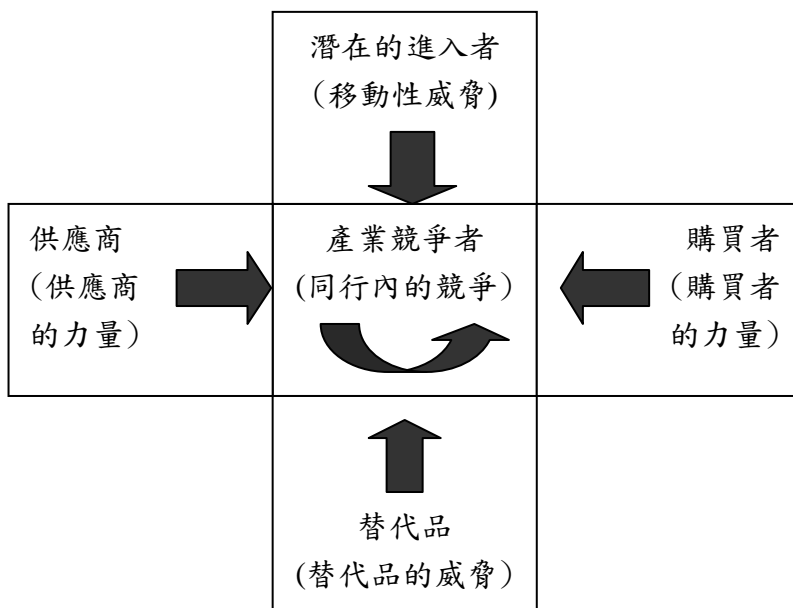 潛在的進入者
（移動性威脅)
供應商
（供應商
的力量）
產業競爭者
(同行內的競爭）
購買者
（購買者
的力量）
替代品
(替代品的威脅）